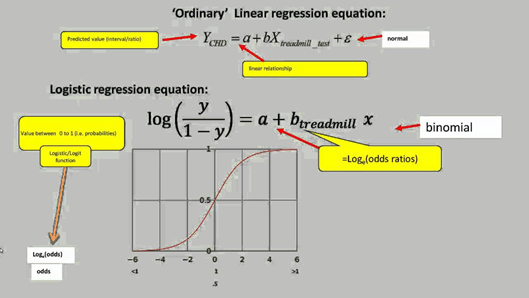 'Ordinary' Linear regression equation:
Predicted value (interval/ratio)
Y_CHD = a + bX_treadmill_test + ε
normal
linear relationship
Logistic regression equation:
log(y/(1 − y)) = a + b_treadmill x
binomial
Value between 0 to 1 (i.e. probabilities)
Logistic/Logit
function
=Logₑ(odds ratios)
1
0.5
0
-6 -4 -2 0 2 4 6
<1 1 >1
.5
Logₑ(odds)
odds